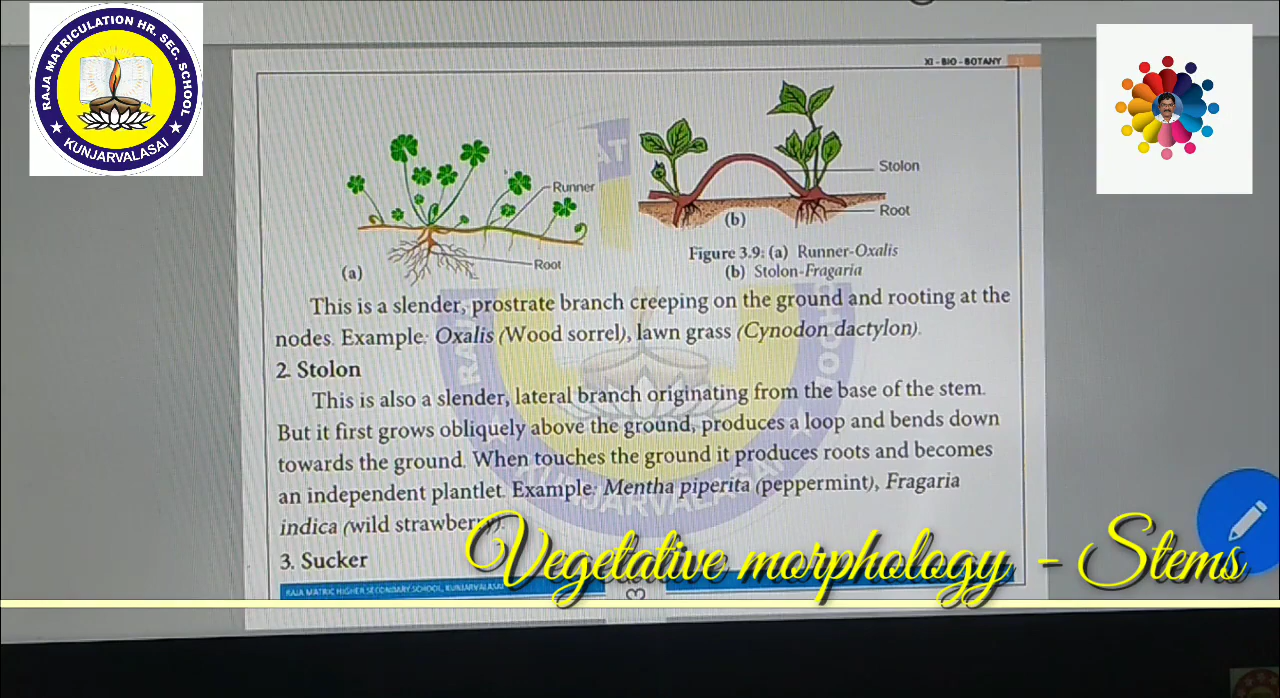 RAJA MATRICULATION HR. SEC. SCHOOL
KUNJARVALASAI
XI - BIO - BOTANY
Runner
Root
(a)
Stolon
Root
(b)
Figure 3.9: (a) Runner-Oxalis
(b) Stolon-Fragaria
This is a slender, prostrate branch creeping on the ground and rooting at the
nodes. Example: Oxalis (Wood sorrel), lawn grass (Cynodon dactylon).
2. Stolon
This is also a slender, lateral branch originating from the base of the stem.
But it first grows obliquely above the ground, produces a loop and bends down
towards the ground. When touches the ground it produces roots and becomes
an independent plantlet. Example: Mentha piperita (peppermint), Fragaria
indica (wild strawberry).
3. Sucker
RAJA MATRIC HIGHER SECONDARY SCHOOL, KUNJARVALASAI
3
Vegetative morphology - Stems